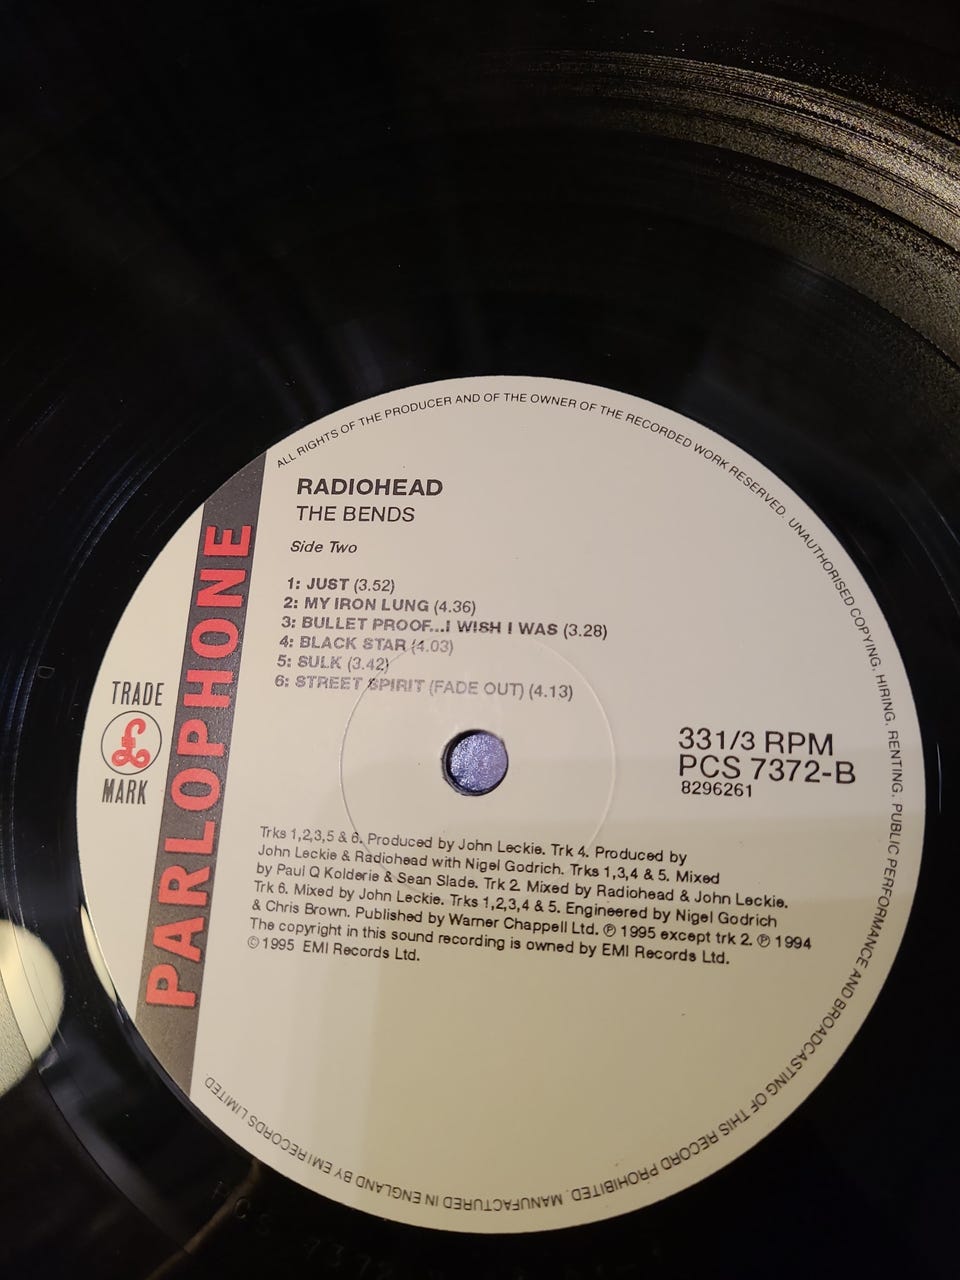 ALL RIGHTS OF THE PRODUCER AND OF THE OWNER OF THE RECORDED WORK RESERVED. UNAUTHORISED COPYING, HIRING, RENTING, PUBLIC PERFORMANCE AND BROADCASTING OF THIS RECORD PROHIBITED. MANUFACTURED IN ENGLAND BY EMI RECORDS LIMITED.
RADIOHEAD
THE BENDS
Side Two
1: JUST (3.52)
2: MY IRON LUNG (4.36)
3: BULLET PROOF...I WISH I WAS (3.28)
4: BLACK STAR (4.03)
5: SULK (3.42)
6: STREET SPIRIT (FADE OUT) (4.13)
PARLOPHONE
TRADE
£
MARK
331/3 RPM
PCS 7372-B
8296261
Trks 1,2,3,5 & 6. Produced by John Leckie. Trk 4. Produced by
John Leckie & Radiohead with Nigel Godrich. Trks 1,3,4 & 5. Mixed
by Paul Q Kolderie & Sean Slade. Trk 2. Mixed by Radiohead & John Leckie.
Trk 6. Mixed by John Leckie. Trks 1,2,3,4 & 5. Engineered by Nigel Godrich
& Chris Brown. Published by Warner Chappell Ltd. ℗ 1995 except trk 2. ℗ 1994
The copyright in this sound recording is owned by EMI Records Ltd.
© 1995 EMI Records Ltd.